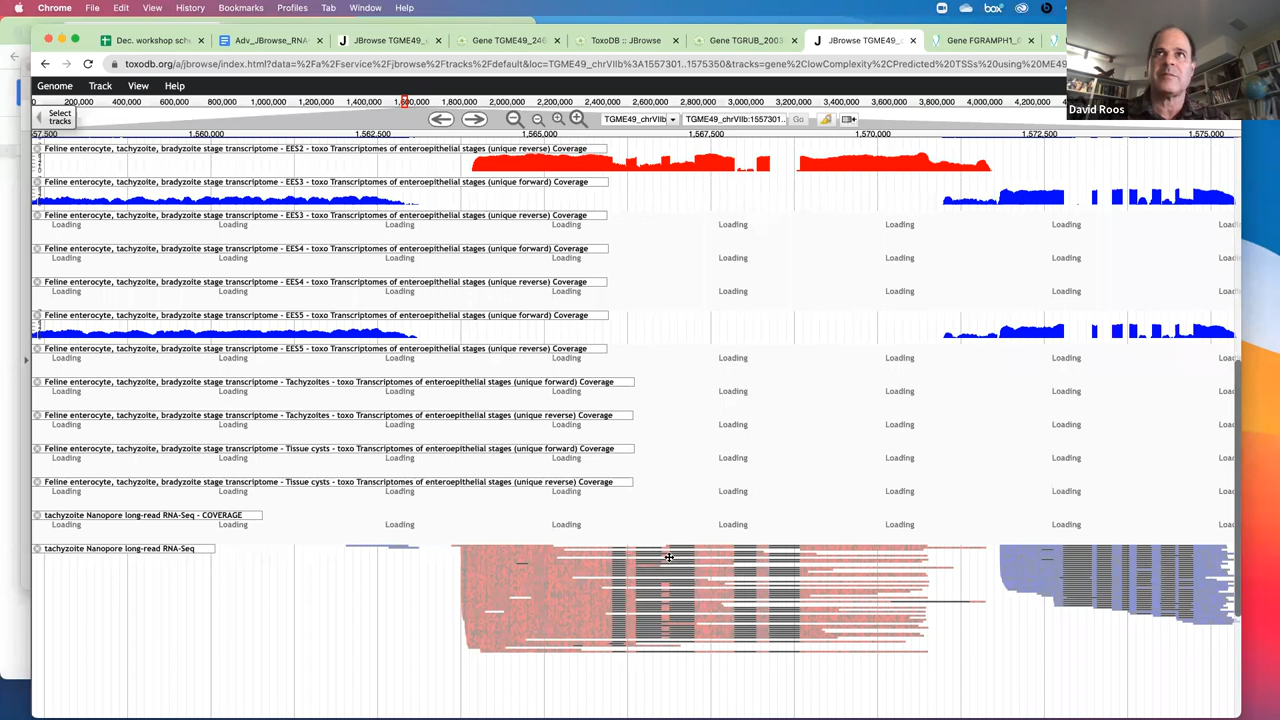 Chrome File Edit View History Bookmarks Profiles Tab Window Help
Dec. workshop sch Adv_JBrowse_RNA JBrowse TGME49_c Gene TGME49_246 ToxoDB :: JBrowse Gene TGRUB_2003 JBrowse TGME49_c Gene FGRAMPH1_0
toxodb.org/a/jbrowse/index.html?data=%2Fa%2Fservice%2Fjbrowse%2Ftracks%2Fdefault&loc=TGME49_chrVIIb%3A1557301..1575350&tracks=gene%2ClowComplexity%2CPredicted%20TSSs%20using%20ME49
David Roos
Genome Track View Help
0 200,000 400,000 600,000 800,000 1,000,000 1,200,000 1,400,000 1,600,000 1,800,000 2,000,000 2,200,000 2,400,000 2,600,000 2,800,000 3,000,000 3,200,000 3,400,000 3,600,000 3,800,000 4,000,000 4,200,000
Select tracks
TGME49_chrVIIb TGME49_chrVIIb:1557301.. Go
57,500 1,560,000 1,562,500 1,565,000 1,567,500 1,570,000 1,572,500 1,575,000
Feline enterocyte, tachyzoite, bradyzoite stage transcriptome - EES2 - toxo Transcriptomes of enteroepithelial stages (unique reverse) Coverage
Feline enterocyte, tachyzoite, bradyzoite stage transcriptome - EES3 - toxo Transcriptomes of enteroepithelial stages (unique forward) Coverage
Feline enterocyte, tachyzoite, bradyzoite stage transcriptome - EES3 - toxo Transcriptomes of enteroepithelial stages (unique reverse) Coverage
Loading Loading Loading Loading Loading Loading Loading Loadi
Feline enterocyte, tachyzoite, bradyzoite stage transcriptome - EES4 - toxo Transcriptomes of enteroepithelial stages (unique forward) Coverage
Loading Loading Loading Loading Loading Loading Loading Loadi
Feline enterocyte, tachyzoite, bradyzoite stage transcriptome - EES4 - toxo Transcriptomes of enteroepithelial stages (unique reverse) Coverage
Loading Loading Loading Loading Loading Loading Loading Loadi
Feline enterocyte, tachyzoite, bradyzoite stage transcriptome - EES5 - toxo Transcriptomes of enteroepithelial stages (unique forward) Coverage
Feline enterocyte, tachyzoite, bradyzoite stage transcriptome - EES5 - toxo Transcriptomes of enteroepithelial stages (unique reverse) Coverage
Loading Loading Loading Loading Loading Loading Loading Loadi
Feline enterocyte, tachyzoite, bradyzoite stage transcriptome - Tachyzoites - toxo Transcriptomes of enteroepithelial stages (unique forward) Coverage
Loading Loading Loading Loading Loading Loading Loading Loadi
Feline enterocyte, tachyzoite, bradyzoite stage transcriptome - Tachyzoites - toxo Transcriptomes of enteroepithelial stages (unique reverse) Coverage
Loading Loading Loading Loading Loading Loading Loading Loadi
Feline enterocyte, tachyzoite, bradyzoite stage transcriptome - Tissue cysts - toxo Transcriptomes of enteroepithelial stages (unique forward) Coverage
Loading Loading Loading Loading Loading Loading Loading Loadi
Feline enterocyte, tachyzoite, bradyzoite stage transcriptome - Tissue cysts - toxo Transcriptomes of enteroepithelial stages (unique reverse) Coverage
Loading Loading Loading Loading Loading Loading Loading Loadi
tachyzoite Nanopore long-read RNA-Seq - COVERAGE
Loading Loading Loading Loading Loading Loading Loading Loadi
tachyzoite Nanopore long-read RNA-Seq